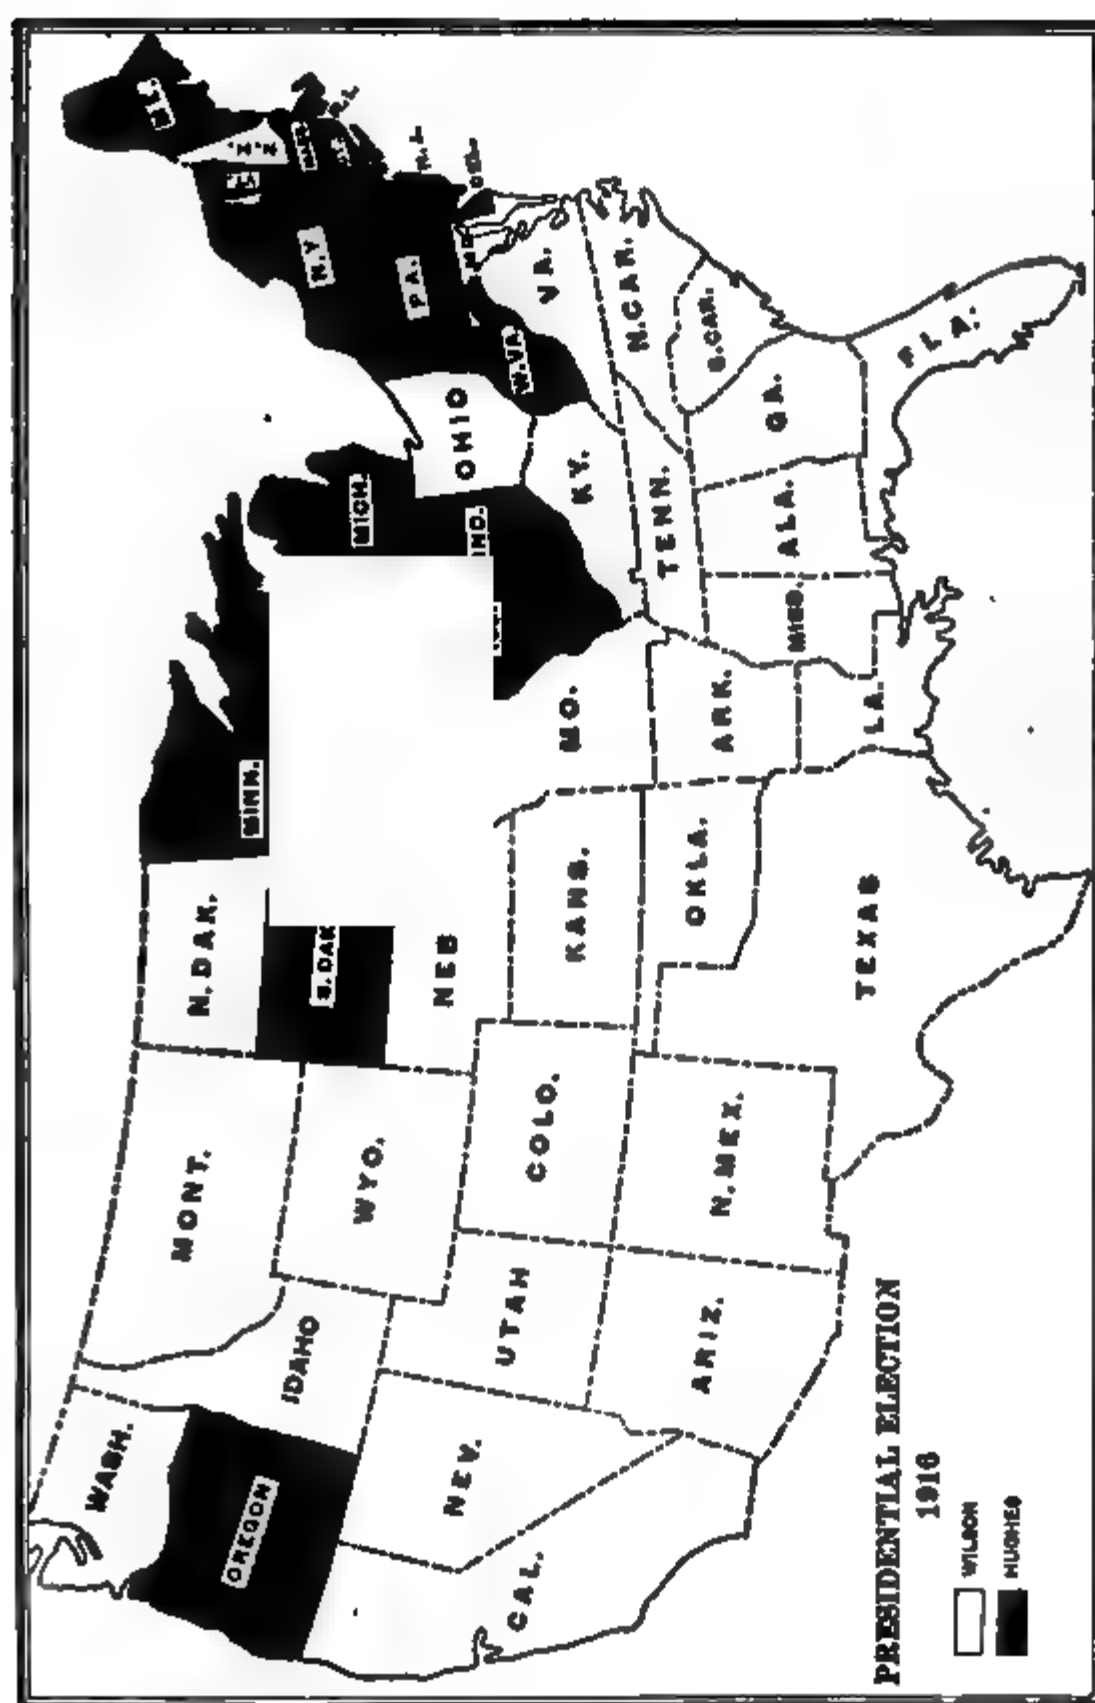 WASH.
OREGON
CAL.
NEV.
IDAHO
MONT.
WYO.
UTAH
ARIZ.
COLO.
N.MEX.
N.DAK.
S.DAK
NEB
KANS.
OKLA.
TEXAS
MINN.
MO.
ARK.
LA.
MICH.
IND.
OHIO
KY.
TENN.
MISS.
ALA.
GA.
FLA.
S.CAR.
N.CAR.
VA.
W.VA
PA.
N.Y
N.H.
ME.
R.I.
N.J.
DEL.
MD
PRESIDENTIAL ELECTION
1916
WILSON
HUGHES